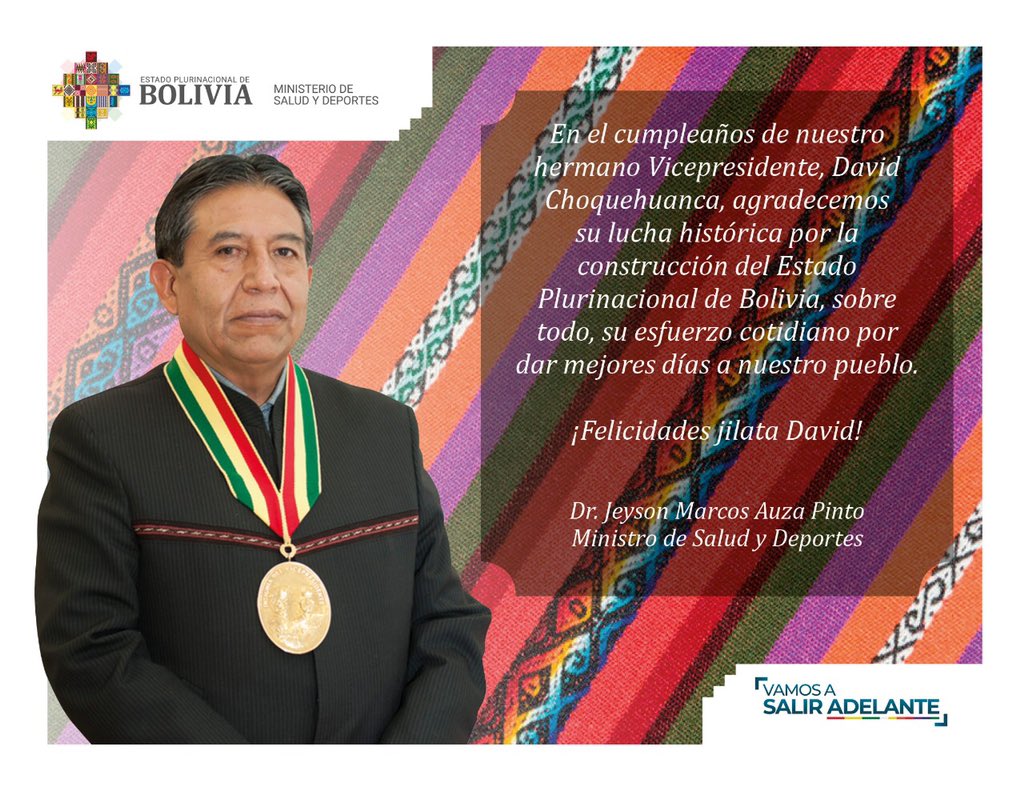 ESTADO PLURINACIONAL DE
BOLIVIA
MINISTERIO DE
SALUD Y DEPORTES
En el cumpleaños de nuestro
hermano Vicepresidente, David
Choquehuanca, agradecemos
su lucha histórica por la
construcción del Estado
Plurinacional de Bolivia, sobre
todo, su esfuerzo cotidiano por
dar mejores días a nuestro pueblo.
¡Felicidades jilata David!
Dr. Jeyson Marcos Auza Pinto
Ministro de Salud y Deportes
VAMOS A
SALIR ADELANTE